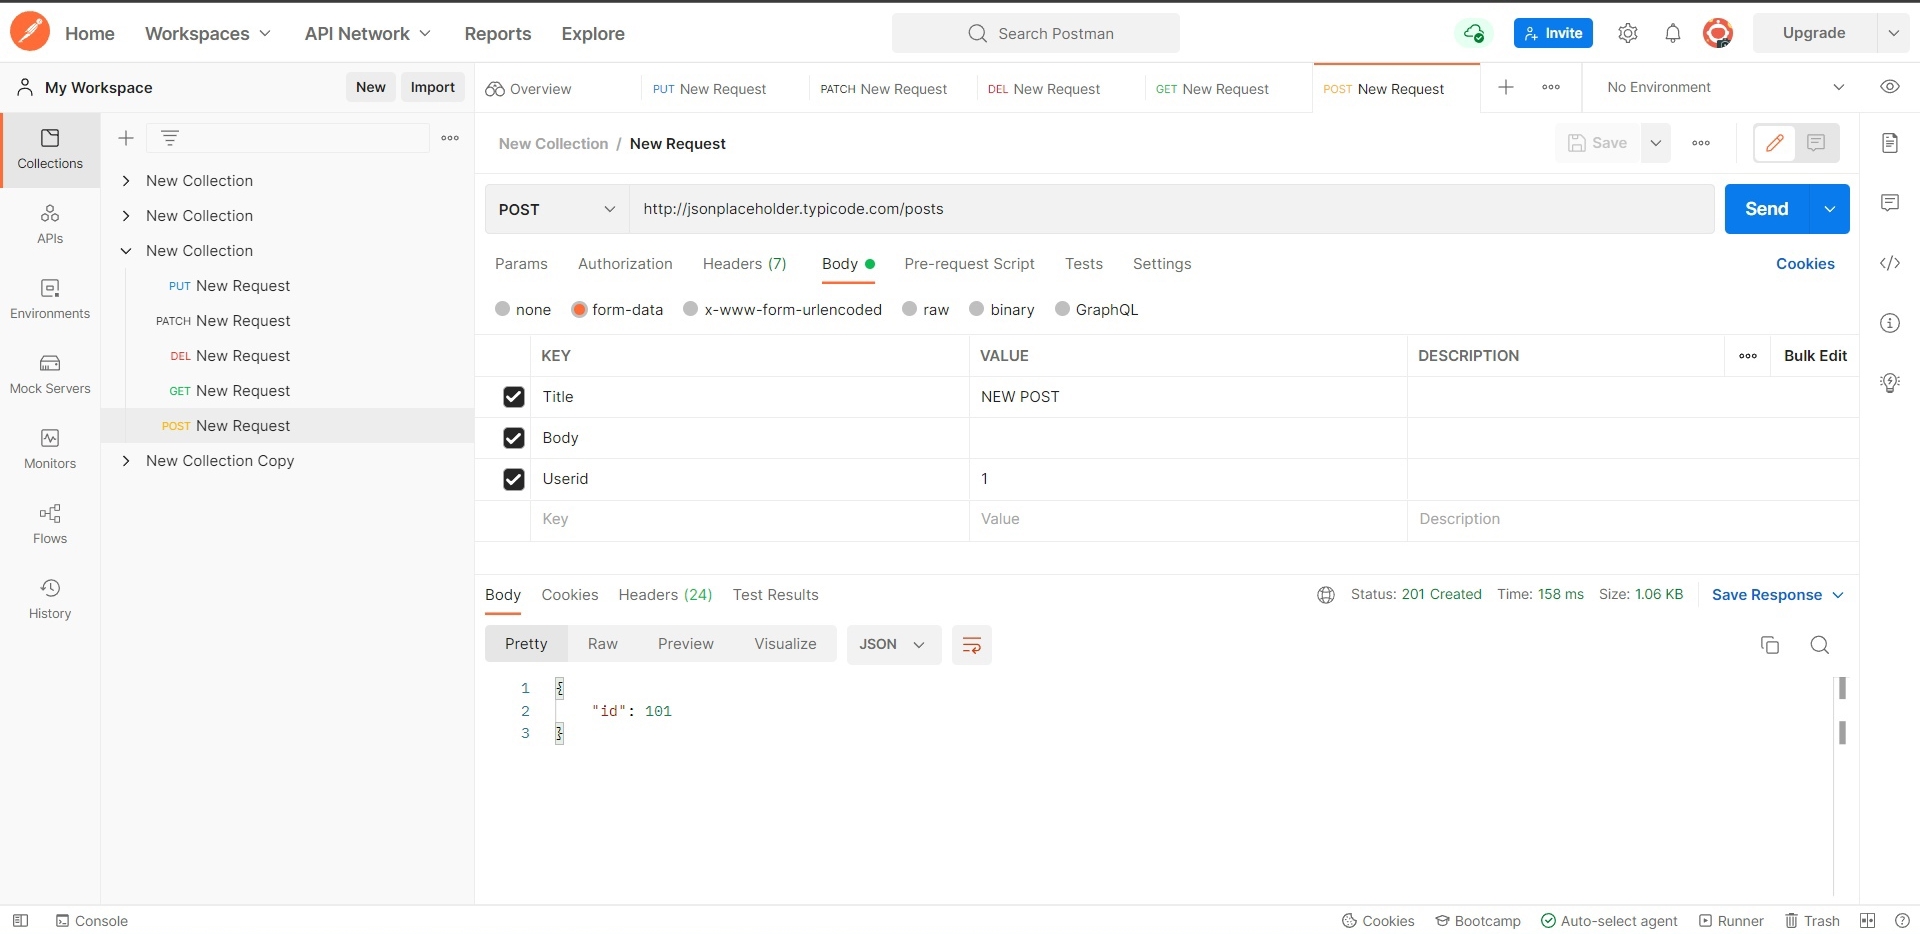 Home Workspaces API Network Reports Explore Search Postman Invite Upgrade
My Workspace New Import
Overview PUT New Request PATCH New Request DEL New Request GET New Request POST New Request No Environment
Collections
APIs
Environments
Mock Servers
Monitors
Flows
History
New Collection
New Collection
New Collection
PUT New Request
PATCH New Request
DEL New Request
GET New Request
POST New Request
New Collection Copy
New Collection / New Request Save
POST http://jsonplaceholder.typicode.com/posts Send
Params Authorization Headers (7) Body Pre-request Script Tests Settings Cookies
none form-data x-www-form-urlencoded raw binary GraphQL
KEY VALUE DESCRIPTION Bulk Edit
Title NEW POST
Body
Userid 1
Key Value Description
Body Cookies Headers (24) Test Results Status: 201 Created Time: 158 ms Size: 1.06 KB Save Response
Pretty Raw Preview Visualize JSON
1 {
2 "id": 101
3 }
Console Cookies Bootcamp Auto-select agent Runner Trash